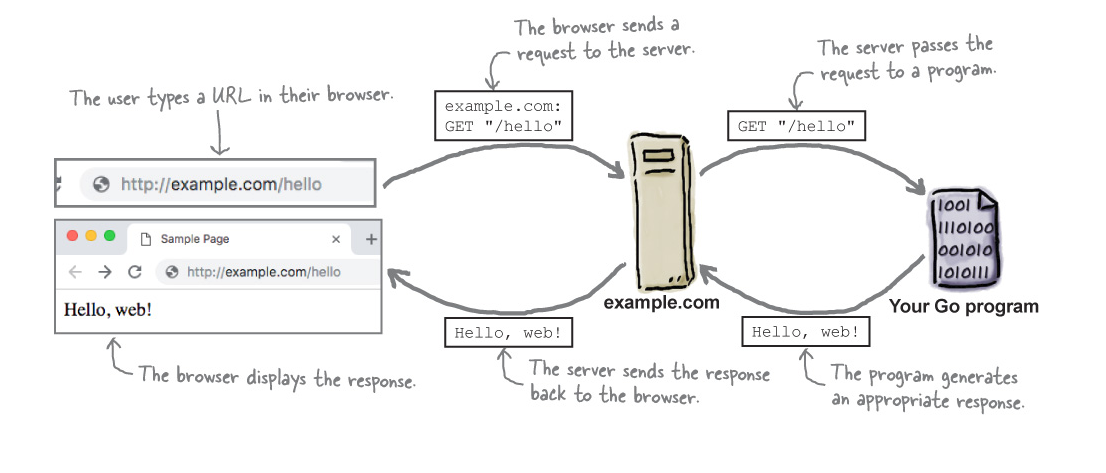 The browser sends a
request to the server.
The server passes the
request to a program.
The user types a URL in their browser.
example.com:
GET "/hello"
GET "/hello"
http://example.com/hello
1001
1110100
001010
1010111
Sample Page
http://example.com/hello
Hello, web!
example.com
Your Go program
Hello, web!
Hello, web!
The browser displays the response.
The server sends the response
back to the browser.
The program generates
an appropriate response.